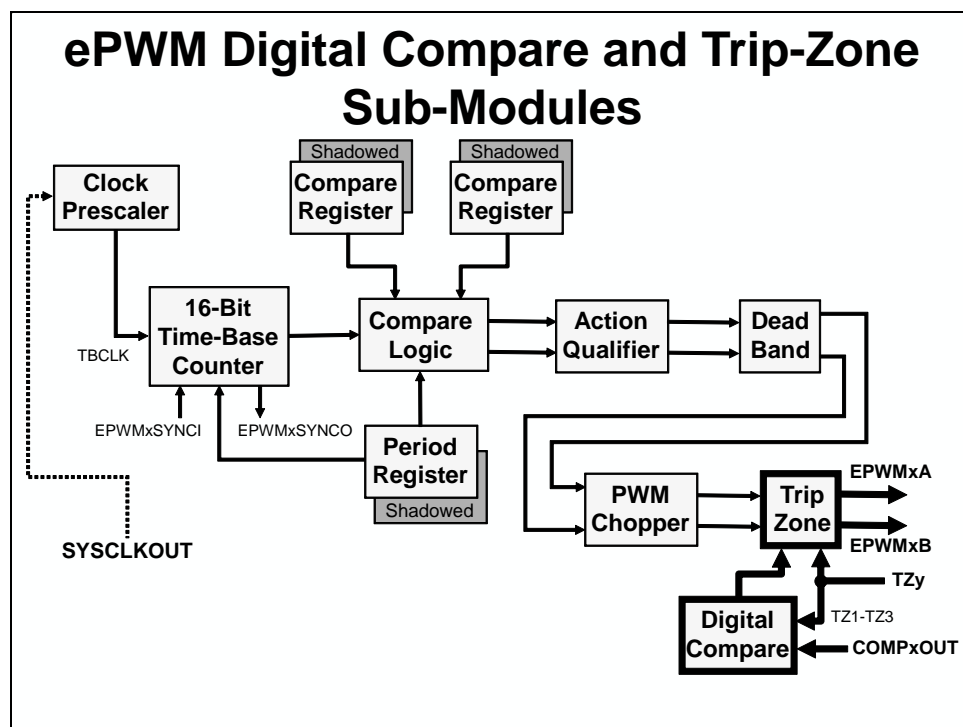 ePWM Digital Compare and Trip-Zone
Sub-Modules
Shadowed
Compare
Register
Shadowed
Compare
Register
Clock
Prescaler
16-Bit
Time-Base
Counter
TBCLK
Compare
Logic
Action
Qualifier
Dead
Band
EPWMxSYNCI
EPWMxSYNCO
Period
Register
Shadowed
PWM
Chopper
Trip
Zone
EPWMxA
EPWMxB
SYSCLKOUT
TZy
TZ1-TZ3
Digital
Compare
COMPxOUT